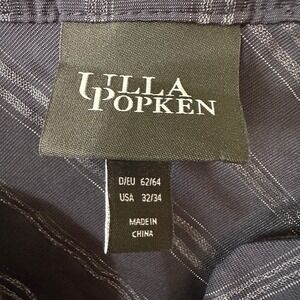 ULLA
POPKEN
D/EU 62/64
USA 32/34
MADE IN
CHINA